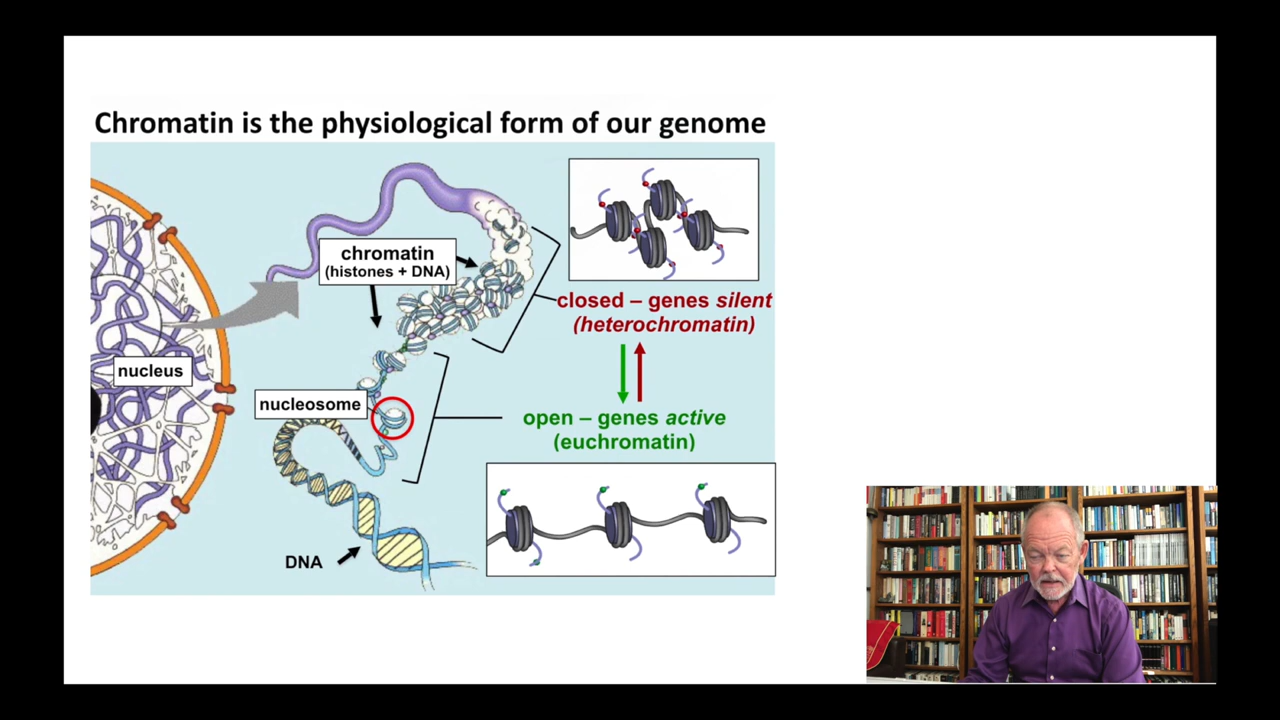 Chromatin is the physiological form of our genome
chromatin
(histones + DNA)
closed – genes silent
(heterochromatin)
nucleus
nucleosome
open – genes active
(euchromatin)
DNA